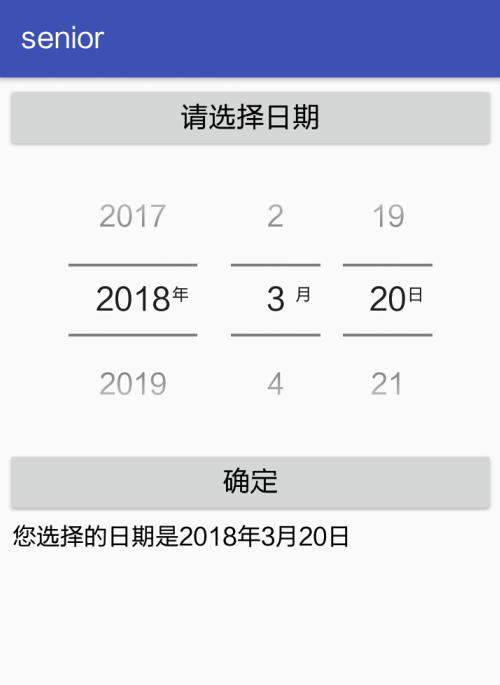 senior
请选择日期
2017 2 19
2018年 3月 20日
2019 4 21
确定
您选择的日期是2018年3月20日